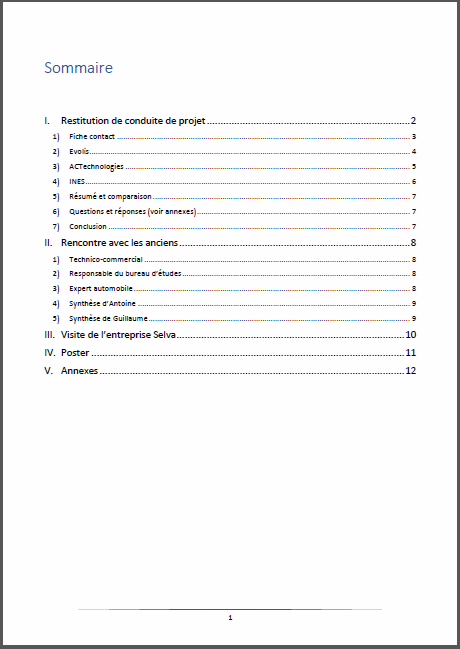 Sommaire
I. Restitution de conduite de projet 2
1) Fiche contact 3
2) Evolis 4
3) ACTechnologies 5
4) INES 6
5) Résumé et comparaison 7
6) Questions et réponses (voir annexes) 7
7) Conclusion 7
II. Rencontre avec les anciens 8
1) Technico-commercial 8
2) Responsable du bureau d'études 8
3) Expert automobile 8
4) Synthèse d'Antoine 9
5) Synthèse de Guillaume 9
III. Visite de l'entreprise Selva 10
IV. Poster 11
V. Annexes 12
1